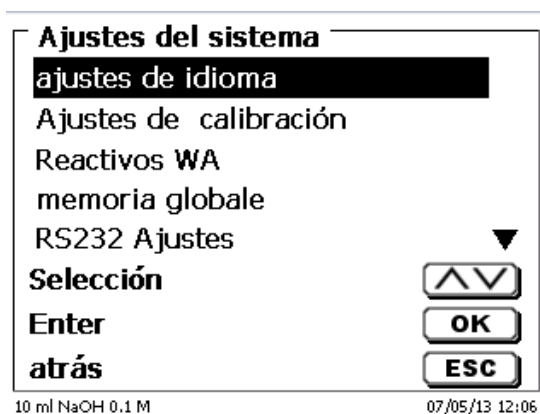 Ajustes del sistema
ajustes de idioma
Ajustes de calibración
Reactivos WA
memoria globale
RS232 Ajustes
Selección
Enter OK
atrás ESC
10 ml NaOH 0.1 M 07/05/13 12:06